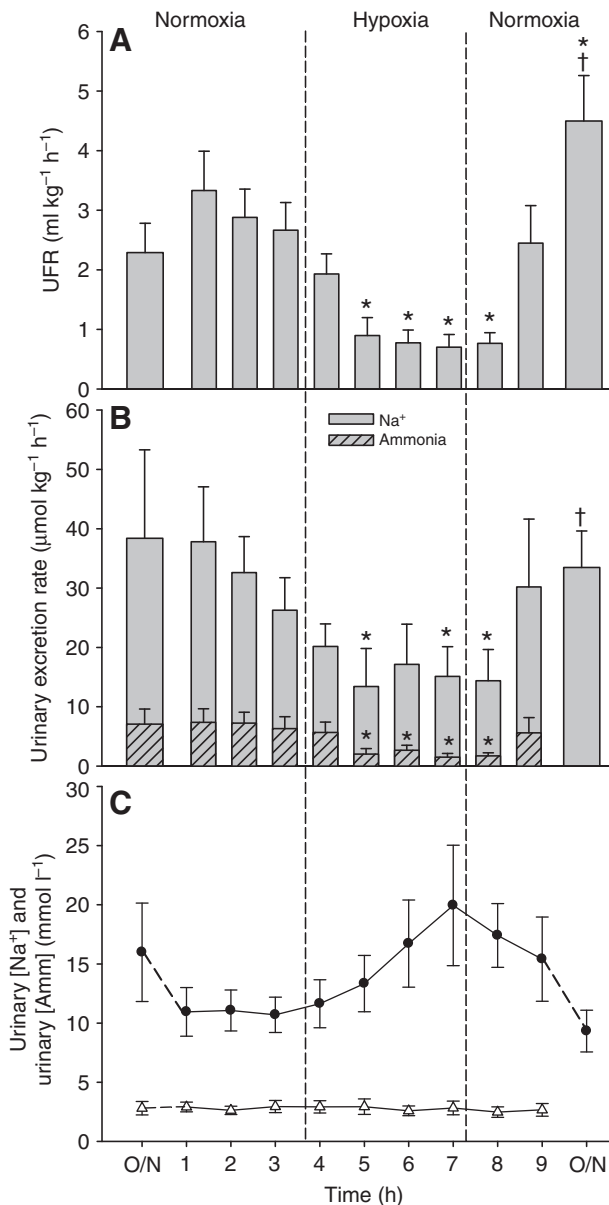 Normoxia Hypoxia Normoxia
A
UFR (ml kg⁻¹ h⁻¹)
6
5
4
3
2
1
0
* * * * *
†
B
Urinary excretion rate (µmol kg⁻¹ h⁻¹)
60
50
40
30
20
10
0
Na⁺
Ammonia
* * * †
* * * *
C
Urinary [Na⁺] and
urinary [Amm] (mmol l⁻¹)
30
25
20
15
10
5
0
O/N 1 2 3 4 5 6 7 8 9 O/N
Time (h)